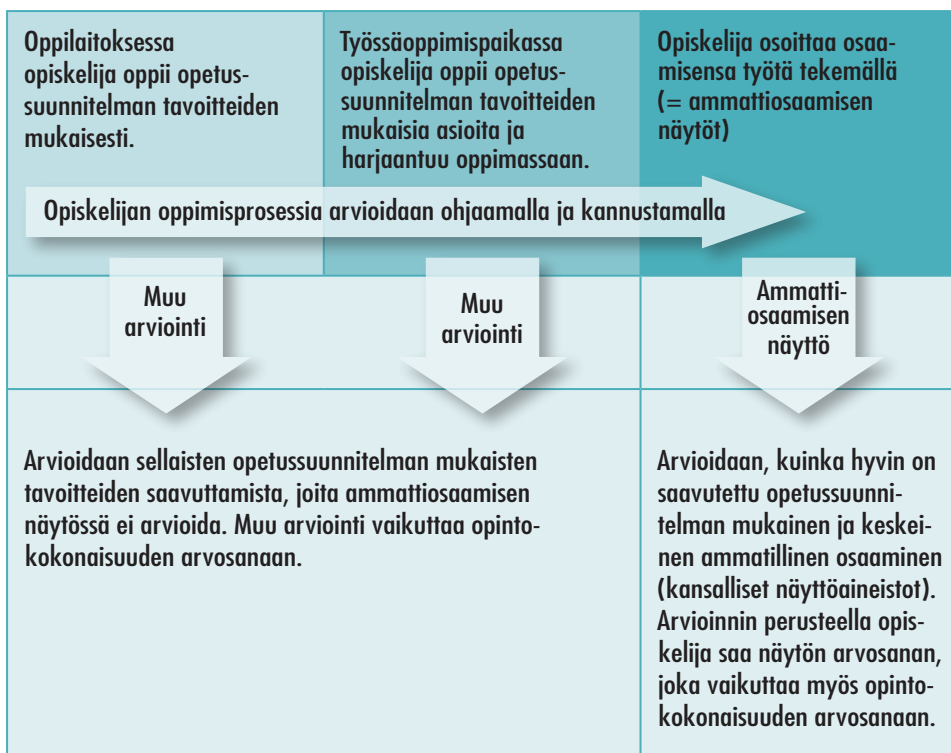 Oppilaitoksessa
opiskelija oppii opetus-
suunnitelman tavoitteiden
mukaisesti.
Työssäoppimispaikassa
opiskelija oppii opetus-
suunnitelman tavoitteiden
mukaisia asioita ja
harjaantuu oppimassaan.
Opiskelija osoittaa osaa-
misensa työtä tekemällä
(= ammattiosaamisen
näytöt)
Opiskelijan oppimisprosessia arvioidaan ohjaamalla ja kannustamalla
Muu
arviointi
Muu
arviointi
Ammatti-
osaamisen
näyttö
Arvioidaan sellaisten opetussuunnitelman mukaisten
tavoitteiden saavuttamista, joita ammattiosaamisen
näytössä ei arvioida. Muu arviointi vaikuttaa opinto-
kokonaisuuden arvosanaan.
Arvioidaan, kuinka hyvin on
saavutettu opetussuunni-
telman mukainen ja keskei-
nen ammatillinen osaaminen
(kansalliset näyttöaineistot).
Arvioinnin perusteella opis-
kelija saa näytön arvosanan,
joka vaikuttaa myös opinto-
kokonaisuuden arvosanaan.